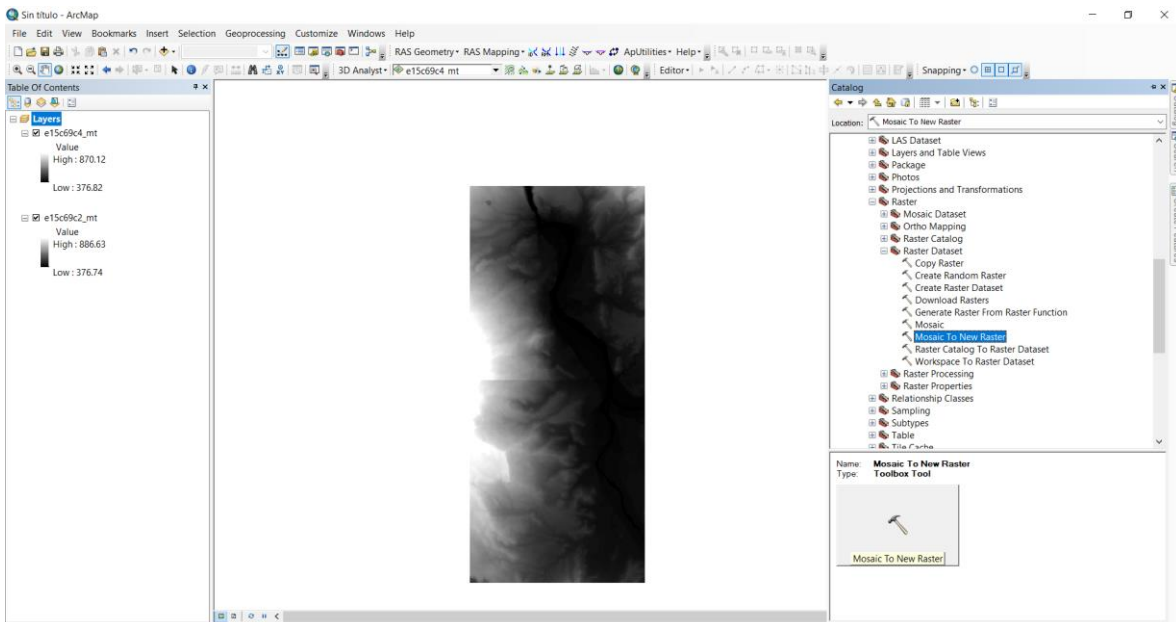 Sin título - ArcMap
File Edit View Bookmarks Insert Selection Geoprocessing Customize Windows Help
RAS Geometry RAS Mapping ApUtilities Help
3D Analyst e15c69c4_mt Editor Snapping
Table Of Contents
Layers
e15c69c4_mt
Value
High : 870.12
Low : 376.82
e15c69c2_mt
Value
High : 886.63
Low : 376.74
Catalog
Location: Mosaic To New Raster
LAS Dataset
Layers and Table Views
Package
Photos
Projections and Transformations
Raster
Mosaic Dataset
Ortho Mapping
Raster Catalog
Raster Dataset
Copy Raster
Create Random Raster
Create Raster Dataset
Download Rasters
Generate Raster From Raster Function
Mosaic
Mosaic To New Raster
Raster Catalog To Raster Dataset
Workspace To Raster Dataset
Raster Processing
Raster Properties
Relationship Classes
Sampling
Subtypes
Table
Tile Cache
Name: Mosaic To New Raster
Type: Toolbox Tool
Mosaic To New Raster